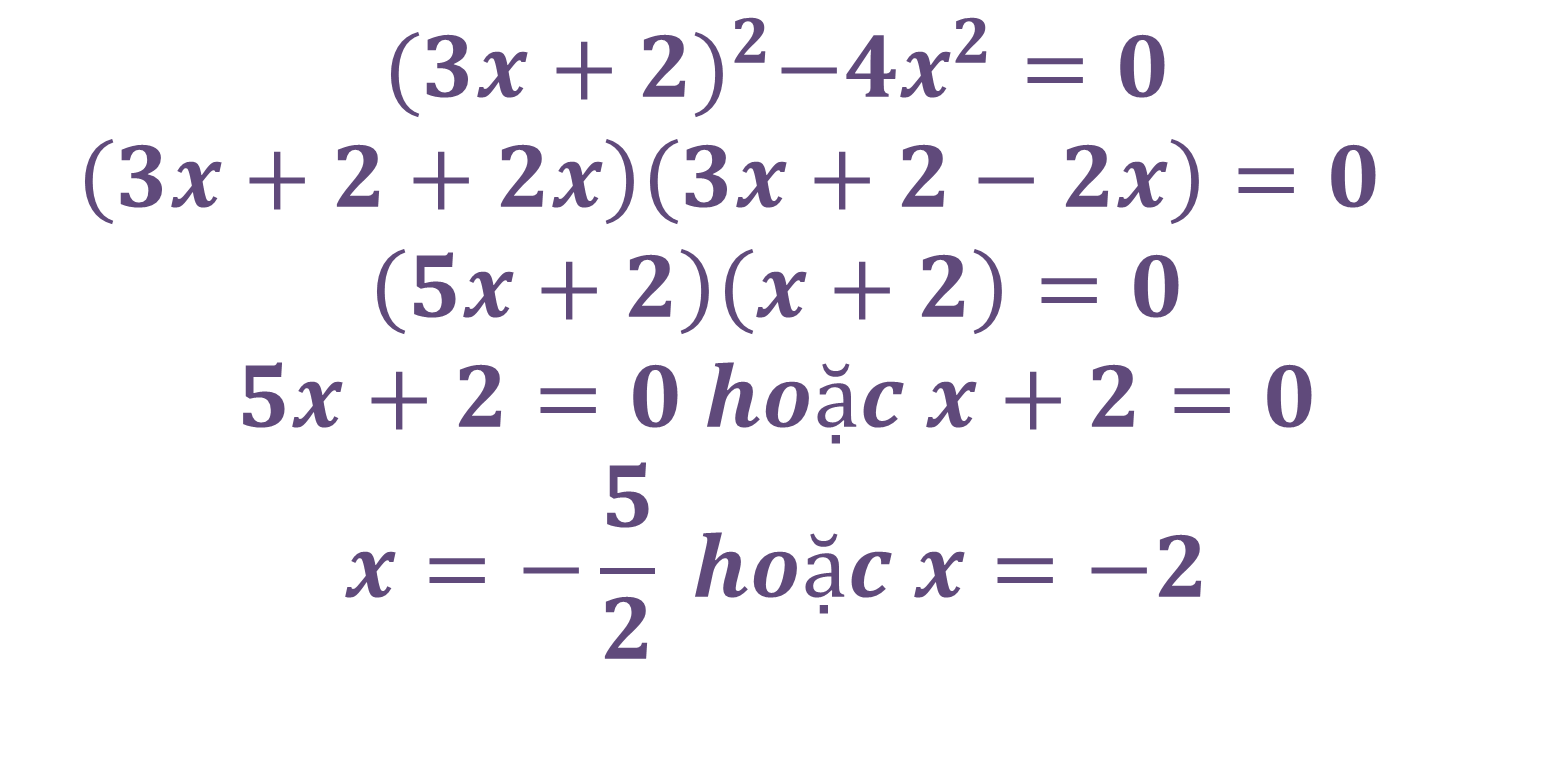 (3x + 2)² −4x² = 0
(3x + 2 + 2x)(3x + 2 − 2x) = 0
(5x + 2)(x + 2) = 0
5x + 2 = 0 hoặc x + 2 = 0
x = −5/2 hoặc x = −2